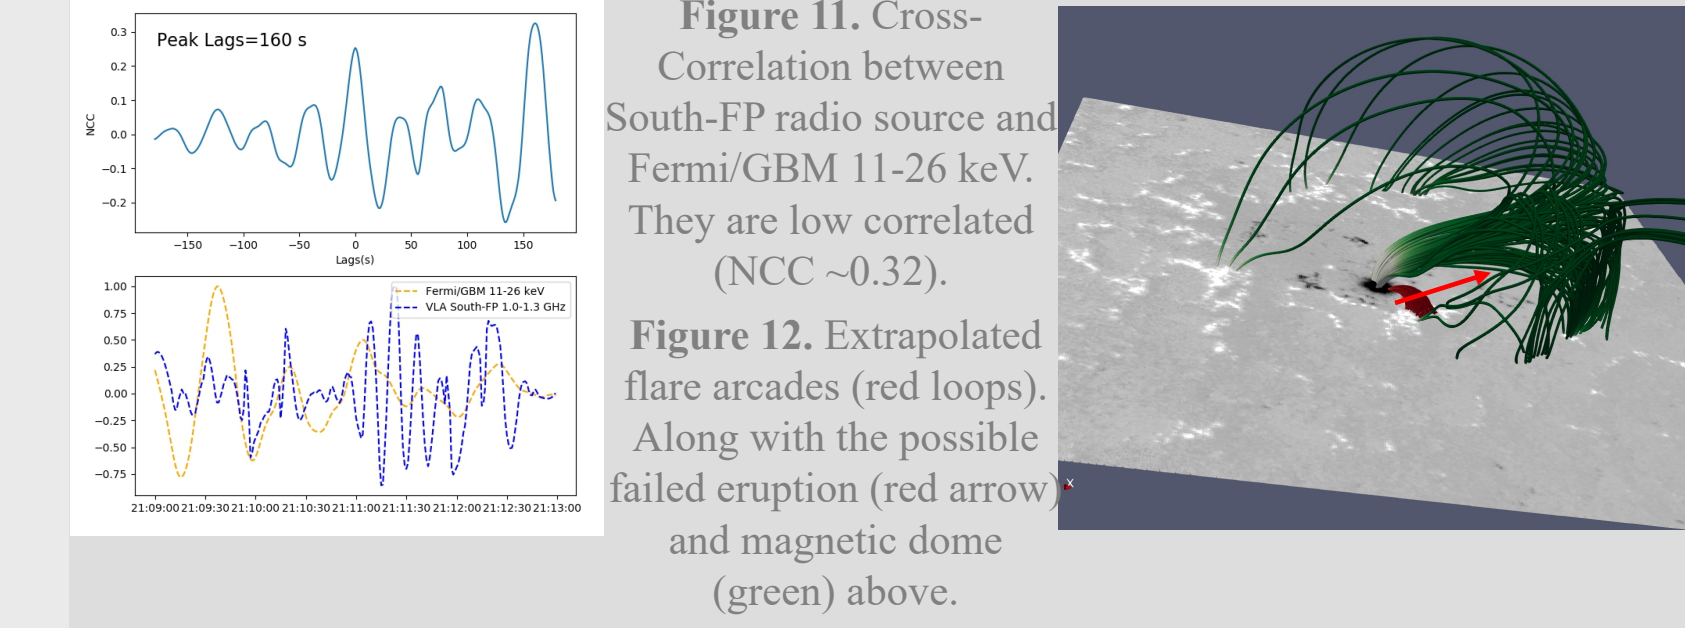 0.3
0.2
0.1
0.0
−0.1
−0.2
NCC
Peak Lags=160 s
−150 −100 −50 0 50 100 150
Lags(s)
1.00
0.75
0.50
0.25
0.00
−0.25
−0.50
−0.75
Fermi/GBM 11-26 keV
VLA South-FP 1.0-1.3 GHz
21:09:00 21:09:30 21:10:00 21:10:30 21:11:00 21:11:30 21:12:00 21:12:30 21:13:00
Figure 11. Cross-
Correlation between
South-FP radio source and
Fermi/GBM 11-26 keV.
They are low correlated
(NCC ~0.32).
Figure 12. Extrapolated
flare arcades (red loops).
Along with the possible
failed eruption (red arrow)
and magnetic dome
(green) above.
X